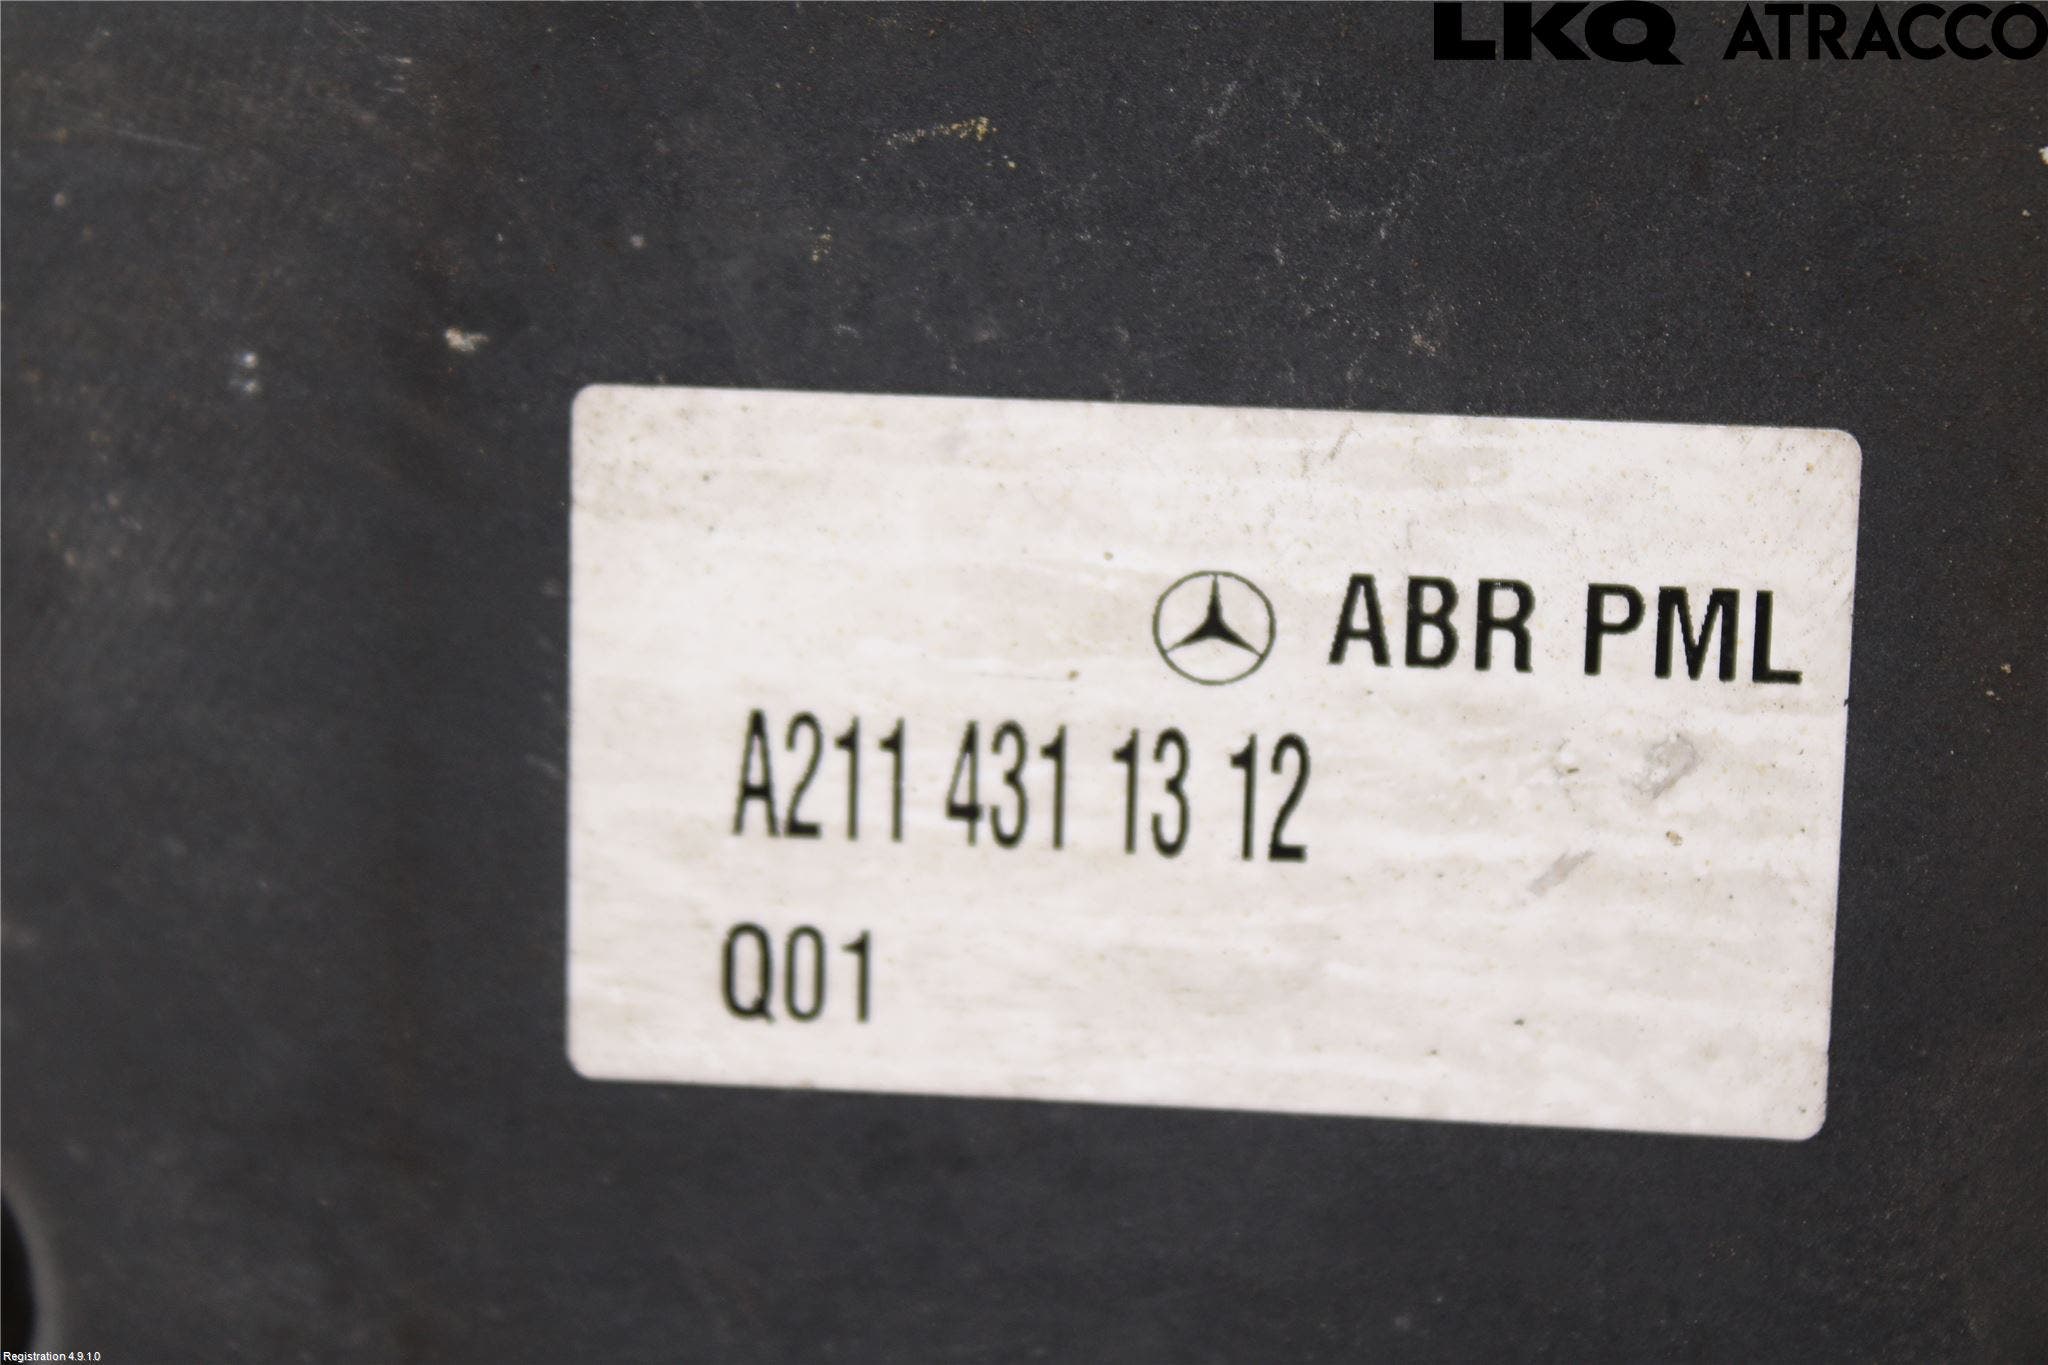 LKQ ATRACCO
ABR PML
A211 431 13 12
Q01
Registration 4.9.1.0